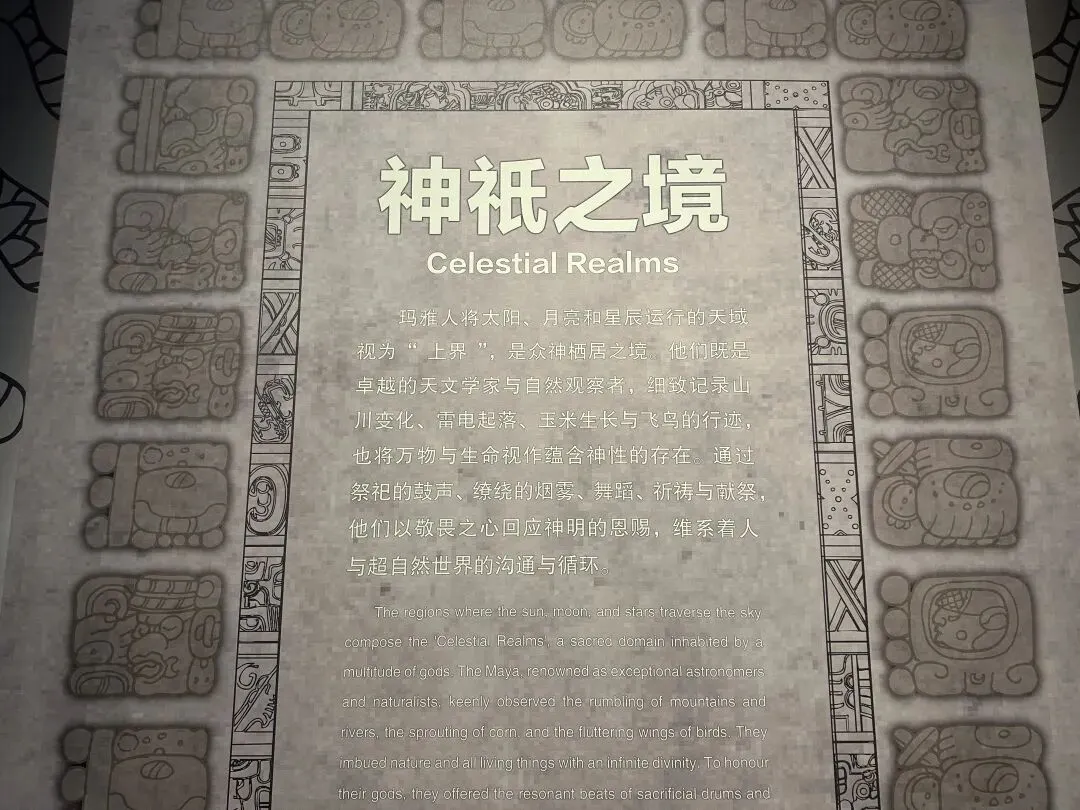 神祇之境
Celestial Realms
玛雅人将太阳、月亮和星辰运行的天域
视为“上界”，是众神栖居之境。他们既是
卓越的天文学家与自然观察者，细致记录山
川变化、雷电起落、玉米生长与飞鸟的行迹，
也将万物与生命视作蕴含神性的存在。通过
祭祀的鼓声、缭绕的烟雾、舞蹈、祈祷与献祭，
他们以敬畏之心回应神明的恩赐，维系着人
与超自然世界的沟通与循环。
The regions where the sun, moon, and stars traverse the sky
compose the 'Celestial Realms', a sacred domain inhabited by a
multitude of gods. The Maya, renowned as exceptional astronomers
and naturalists, keenly observed the rumbling of mountains and
rivers, the sprouting of corn, and the fluttering wings of birds. They
imbued nature and all living things with an infinite divinity. To honour
their gods, they offered the resonant beats of sacrificial drums and